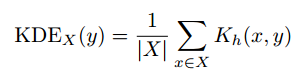 KDE_X(y) = \frac{1}{|X|} \sum_{x \in X} K_h(x, y)